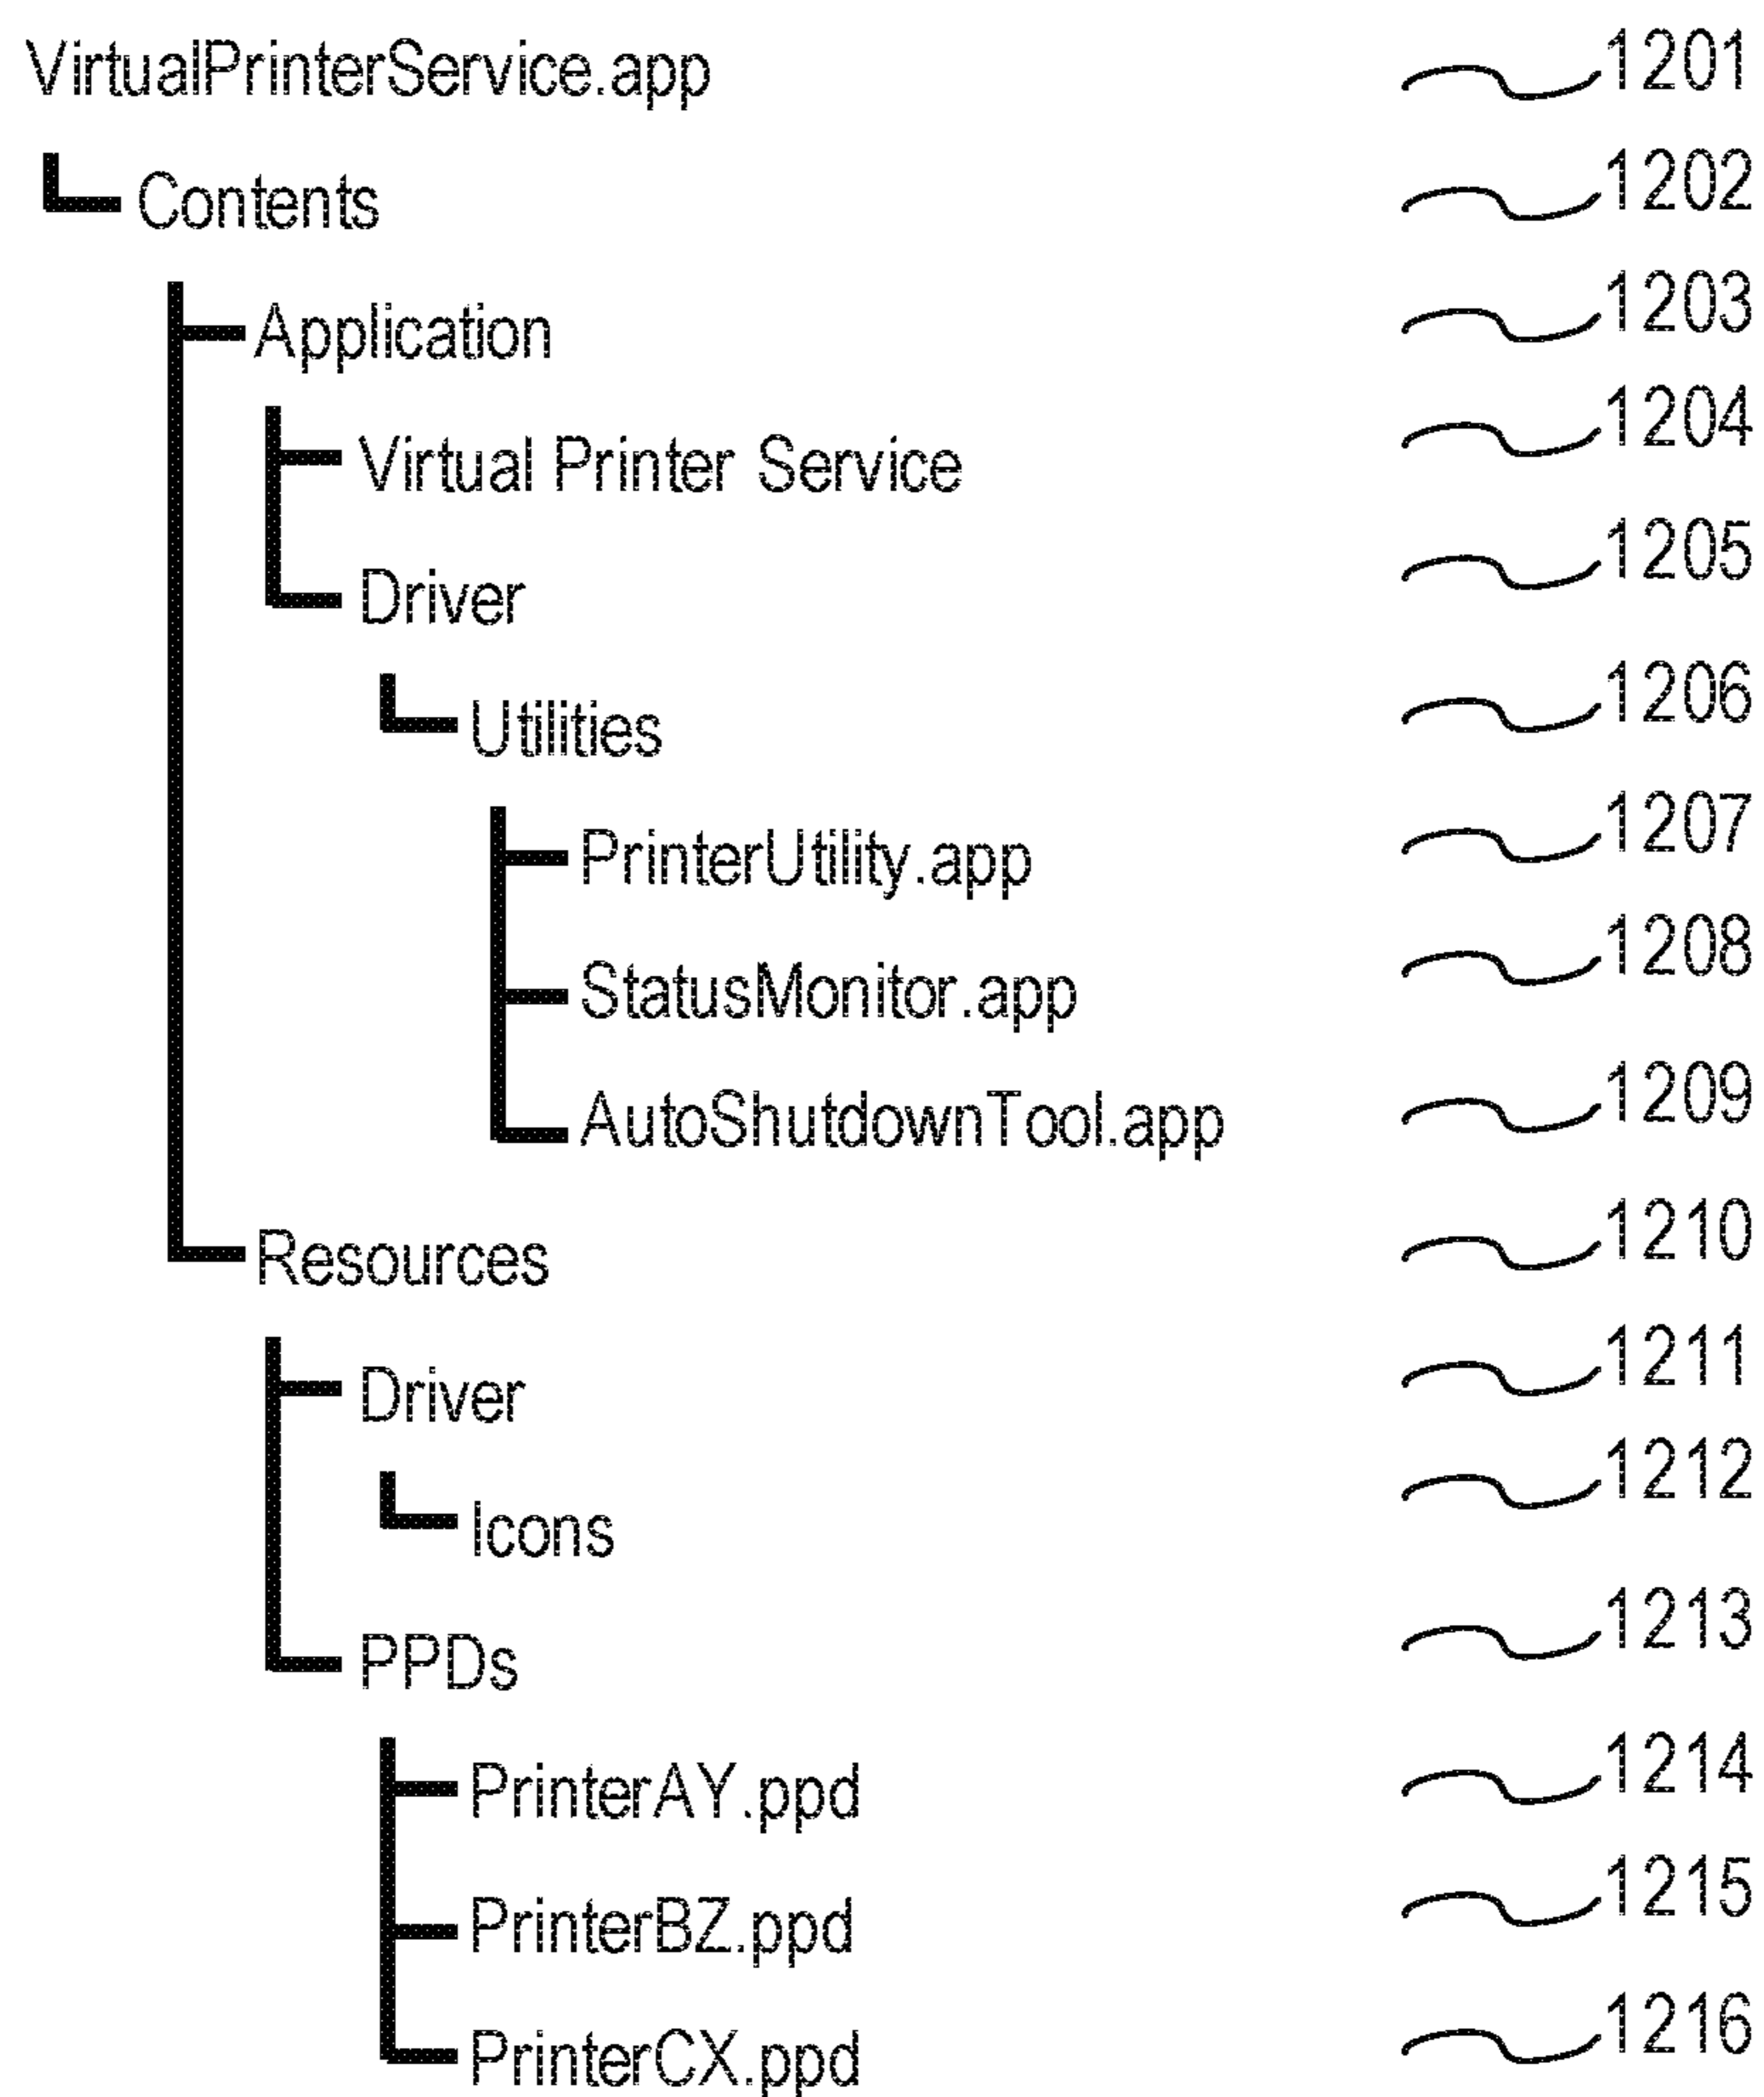 VirtualPrinterService.app 1201
Contents 1202
Application 1203
Virtual Printer Service 1204
Driver 1205
Utilities 1206
PrinterUtility.app 1207
StatusMonitor.app 1208
AutoShutdownTool.app 1209
Resources 1210
Driver 1211
Icons 1212
PPDs 1213
PrinterAY.ppd 1214
PrinterBZ.ppd 1215
PrinterCX.ppd 1216